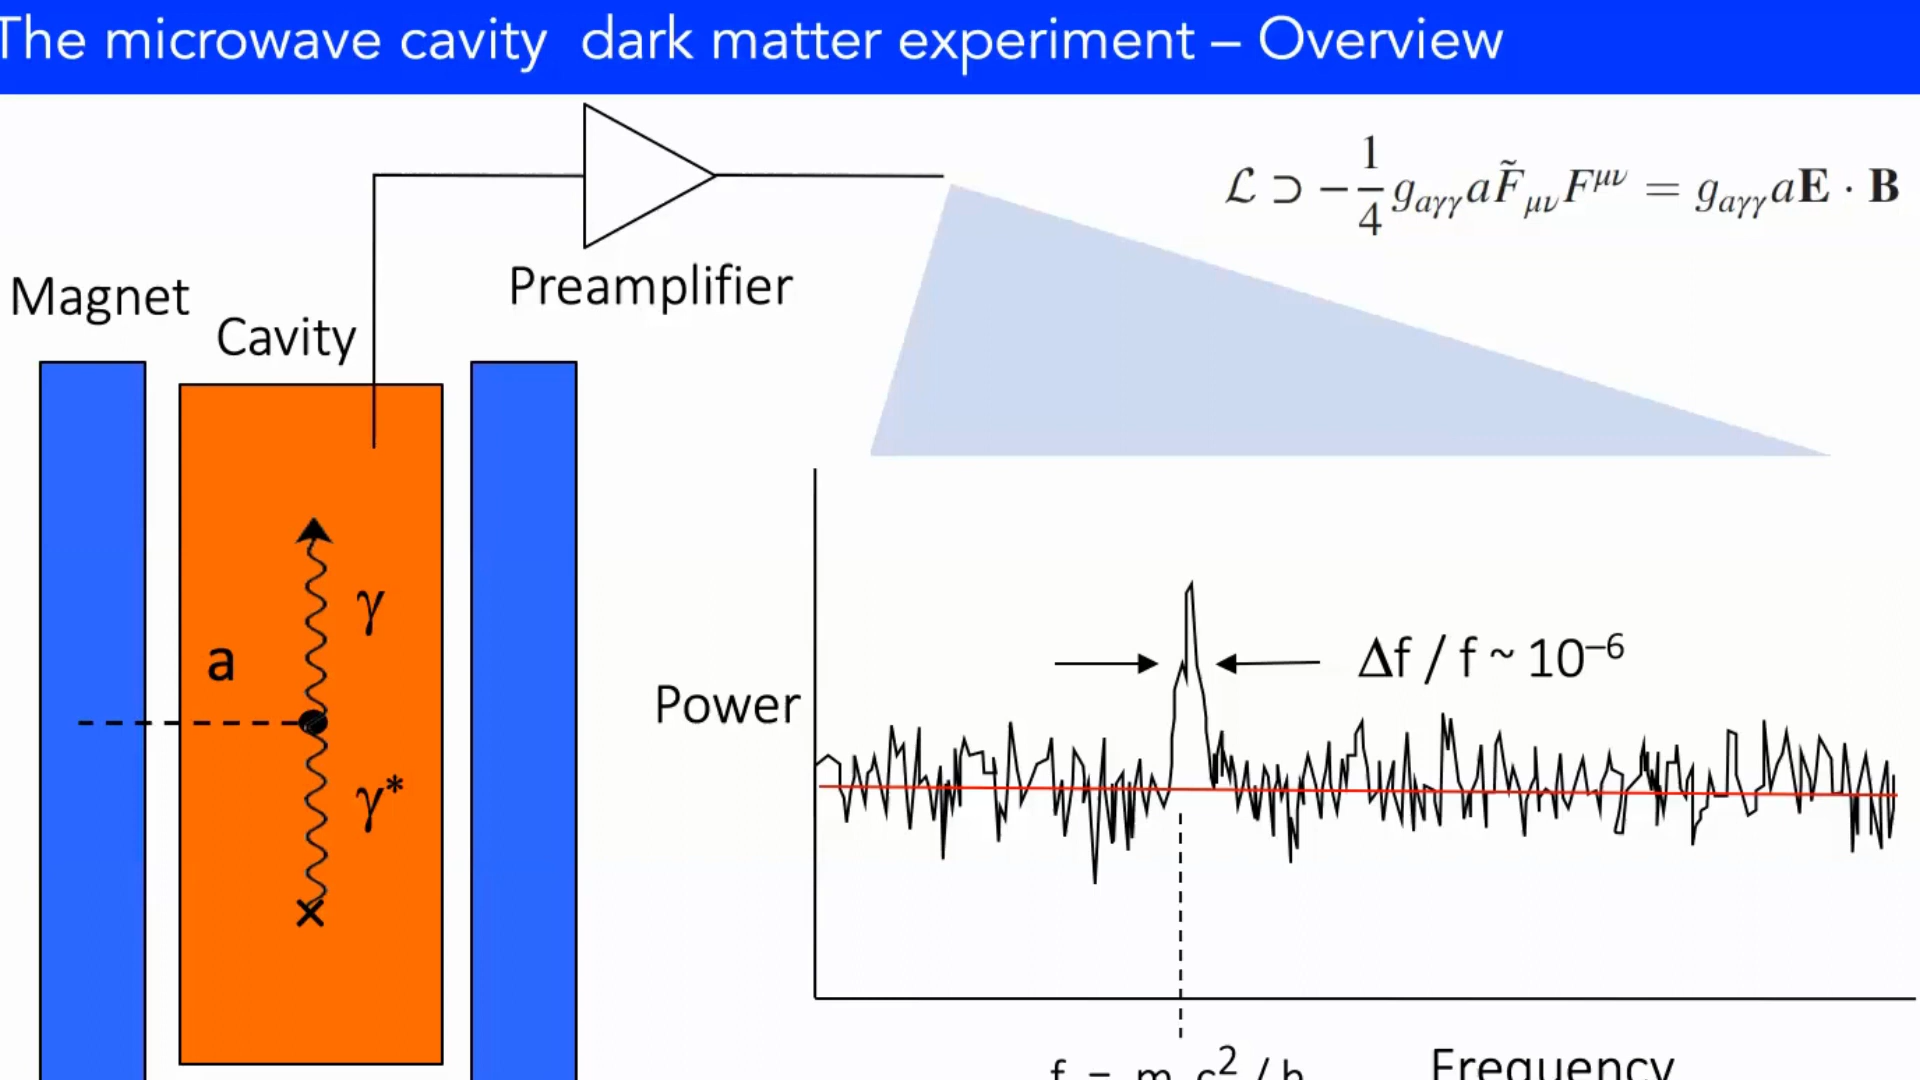 The microwave cavity dark matter experiment – Overview
ℒ ⊃ −1/4 g_{aγγ} a F̃_{μν} F^{μν} = g_{aγγ} a E · B
Preamplifier
Magnet
Cavity
γ
a
γ*
Δf / f ~ 10⁻⁶
Power
f = m c² / h
Frequency